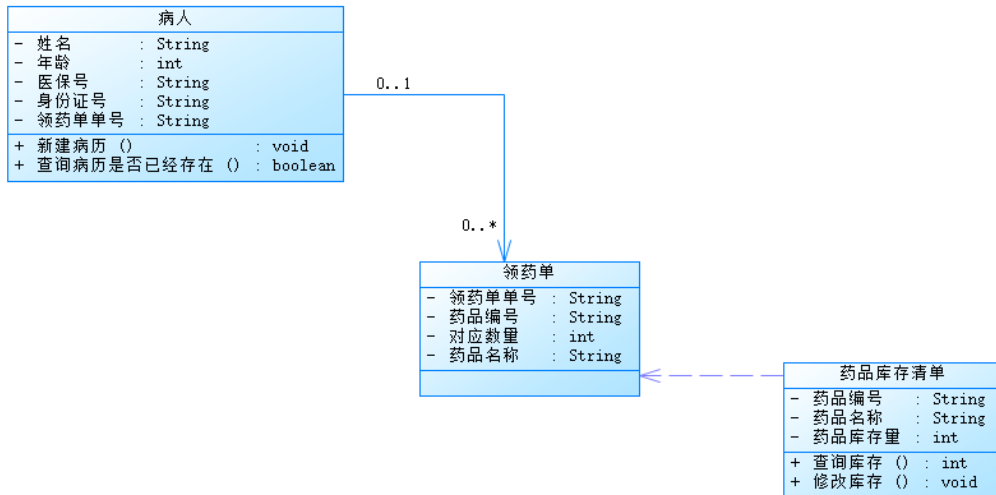 病人
- 姓名 : String
- 年龄 : int
- 医保号 : String
- 身份证号 : String
- 领药单单号 : String
+ 新建病历 () : void
+ 查询病历是否已经存在 () : boolean
0..1
0..*
领药单
- 领药单单号 : String
- 药品编号 : String
- 对应数量 : int
- 药品名称 : String
药品库存清单
- 药品编号 : String
- 药品名称 : String
- 药品库存量 : int
+ 查询库存 () : int
+ 修改库存 () : void